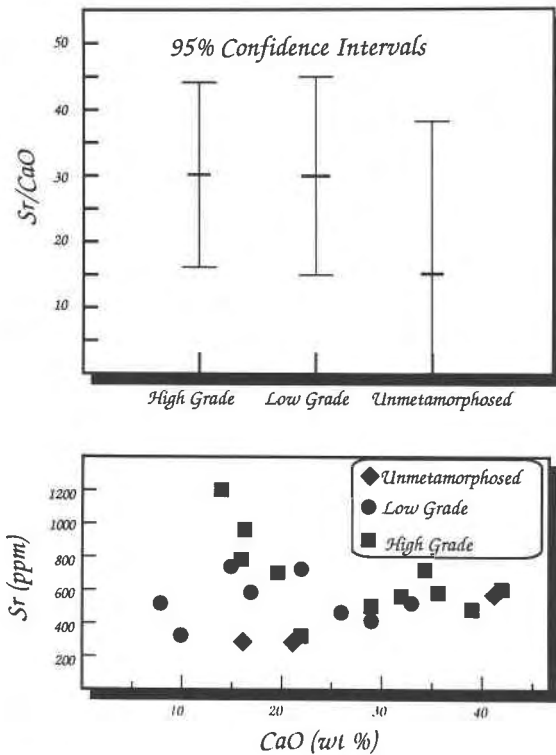 95% Confidence Intervals
50
40
30
20
10
Sr/CaO
High Grade Low Grade Unmetamorphosed
Unmetamorphosed
Low Grade
High Grade
1200
1000
800
600
400
200
Sr (ppm)
10 20 30 40
CaO (wt %)